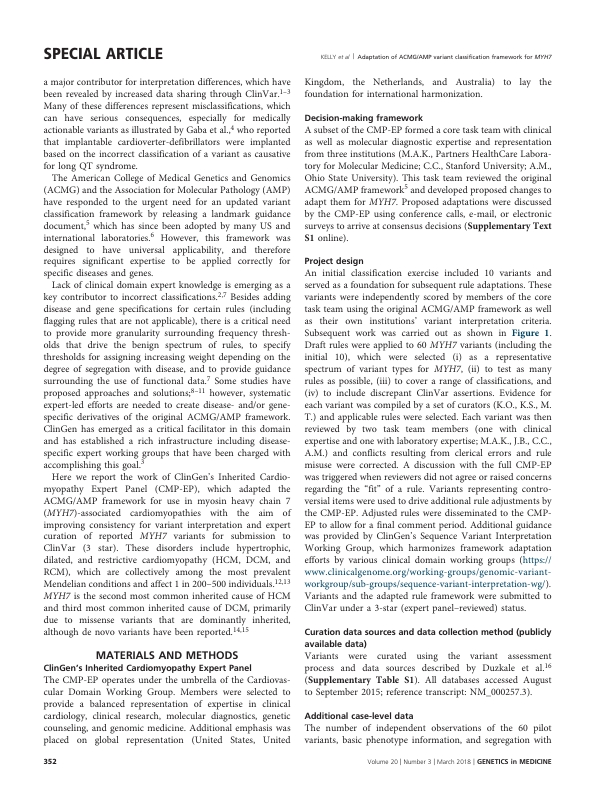 SPECIAL ARTICLE
KELLY et al | Adaptation of ACMG/AMP variant classification framework for MYH7
a major contributor for interpretation differences, which have
been revealed by increased data sharing through ClinVar.1–3
Many of these differences represent misclassifications, which
can have serious consequences, especially for medically
actionable variants as illustrated by Gaba et al.,4 who reported
that implantable cardioverter-defibrillators were implanted
based on the incorrect classification of a variant as causative
for long QT syndrome.
The American College of Medical Genetics and Genomics
(ACMG) and the Association for Molecular Pathology (AMP)
have responded to the urgent need for an updated variant
classification framework by releasing a landmark guidance
document,5 which has since been adopted by many US and
international laboratories.6 However, this framework was
designed to have universal applicability, and therefore
requires significant expertise to be applied correctly for
specific diseases and genes.
Lack of clinical domain expert knowledge is emerging as a
key contributor to incorrect classifications.2,7 Besides adding
disease and gene specifications for certain rules (including
flagging rules that are not applicable), there is a critical need
to provide more granularity surrounding frequency thresh-
olds that drive the benign spectrum of rules, to specify
thresholds for assigning increasing weight depending on the
degree of segregation with disease, and to provide guidance
surrounding the use of functional data.7 Some studies have
proposed approaches and solutions;8–11 however, systematic
expert-led efforts are needed to create disease- and/or gene-
specific derivatives of the original ACMG/AMP framework.
ClinGen has emerged as a critical facilitator in this domain
and has established a rich infrastructure including disease-
specific expert working groups that have been charged with
accomplishing this goal.3
Here we report the work of ClinGen's Inherited Cardio-
myopathy Expert Panel (CMP-EP), which adapted the
ACMG/AMP framework for use in myosin heavy chain 7
(MYH7)-associated cardiomyopathies with the aim of
improving consistency for variant interpretation and expert
curation of reported MYH7 variants for submission to
ClinVar (3 star). These disorders include hypertrophic,
dilated, and restrictive cardiomyopathy (HCM, DCM, and
RCM), which are collectively among the most prevalent
Mendelian conditions and affect 1 in 200–500 individuals.12,13
MYH7 is the second most common inherited cause of HCM
and third most common inherited cause of DCM, primarily
due to missense variants that are dominantly inherited,
although de novo variants have been reported.14,15
MATERIALS AND METHODS
ClinGen's Inherited Cardiomyopathy Expert Panel
The CMP-EP operates under the umbrella of the Cardiovas-
cular Domain Working Group. Members were selected to
provide a balanced representation of expertise in clinical
cardiology, clinical research, molecular diagnostics, genetic
counseling, and genomic medicine. Additional emphasis was
placed on global representation (United States, United
Kingdom, the Netherlands, and Australia) to lay the
foundation for international harmonization.
Decision-making framework
A subset of the CMP-EP formed a core task team with clinical
as well as molecular diagnostic expertise and representation
from three institutions (M.A.K., Partners HealthCare Labora-
tory for Molecular Medicine; C.C., Stanford University; A.M.,
Ohio State University). This task team reviewed the original
ACMG/AMP framework5 and developed proposed changes to
adapt them for MYH7. Proposed adaptations were discussed
by the CMP-EP using conference calls, e-mail, or electronic
surveys to arrive at consensus decisions (Supplementary Text
S1 online).
Project design
An initial classification exercise included 10 variants and
served as a foundation for subsequent rule adaptations. These
variants were independently scored by members of the core
task team using the original ACMG/AMP framework as well
as their own institutions' variant interpretation criteria.
Subsequent work was carried out as shown in Figure 1.
Draft rules were applied to 60 MYH7 variants (including the
initial 10), which were selected (i) as a representative
spectrum of variant types for MYH7, (ii) to test as many
rules as possible, (iii) to cover a range of classifications, and
(iv) to include discrepant ClinVar assertions. Evidence for
each variant was compiled by a set of curators (K.O., K.S., M.
T.) and applicable rules were selected. Each variant was then
reviewed by two task team members (one with clinical
expertise and one with laboratory expertise; M.A.K., J.B., C.C.,
A.M.) and conflicts resulting from clerical errors and rule
misuse were corrected. A discussion with the full CMP-EP
was triggered when reviewers did not agree or raised concerns
regarding the "fit" of a rule. Variants representing contro-
versial items were used to drive additional rule adjustments by
the CMP-EP. Adjusted rules were disseminated to the CMP-
EP to allow for a final comment period. Additional guidance
was provided by ClinGen's Sequence Variant Interpretation
Working Group, which harmonizes framework adaptation
efforts by various clinical domain working groups (https://
www.clinicalgenome.org/working-groups/genomic-variant-
workgroup/sub-groups/sequence-variant-interpretation-wg/).
Variants and the adapted rule framework were submitted to
ClinVar under a 3-star (expert panel–reviewed) status.
Curation data sources and data collection method (publicly
available data)
Variants were curated using the variant assessment
process and data sources described by Duzkale et al.16
(Supplementary Table S1). All databases accessed August
to September 2015; reference transcript: NM_000257.3).
Additional case-level data
The number of independent observations of the 60 pilot
variants, basic phenotype information, and segregation with
352
Volume 20 | Number 3 | March 2018 | GENETICS in MEDICINE